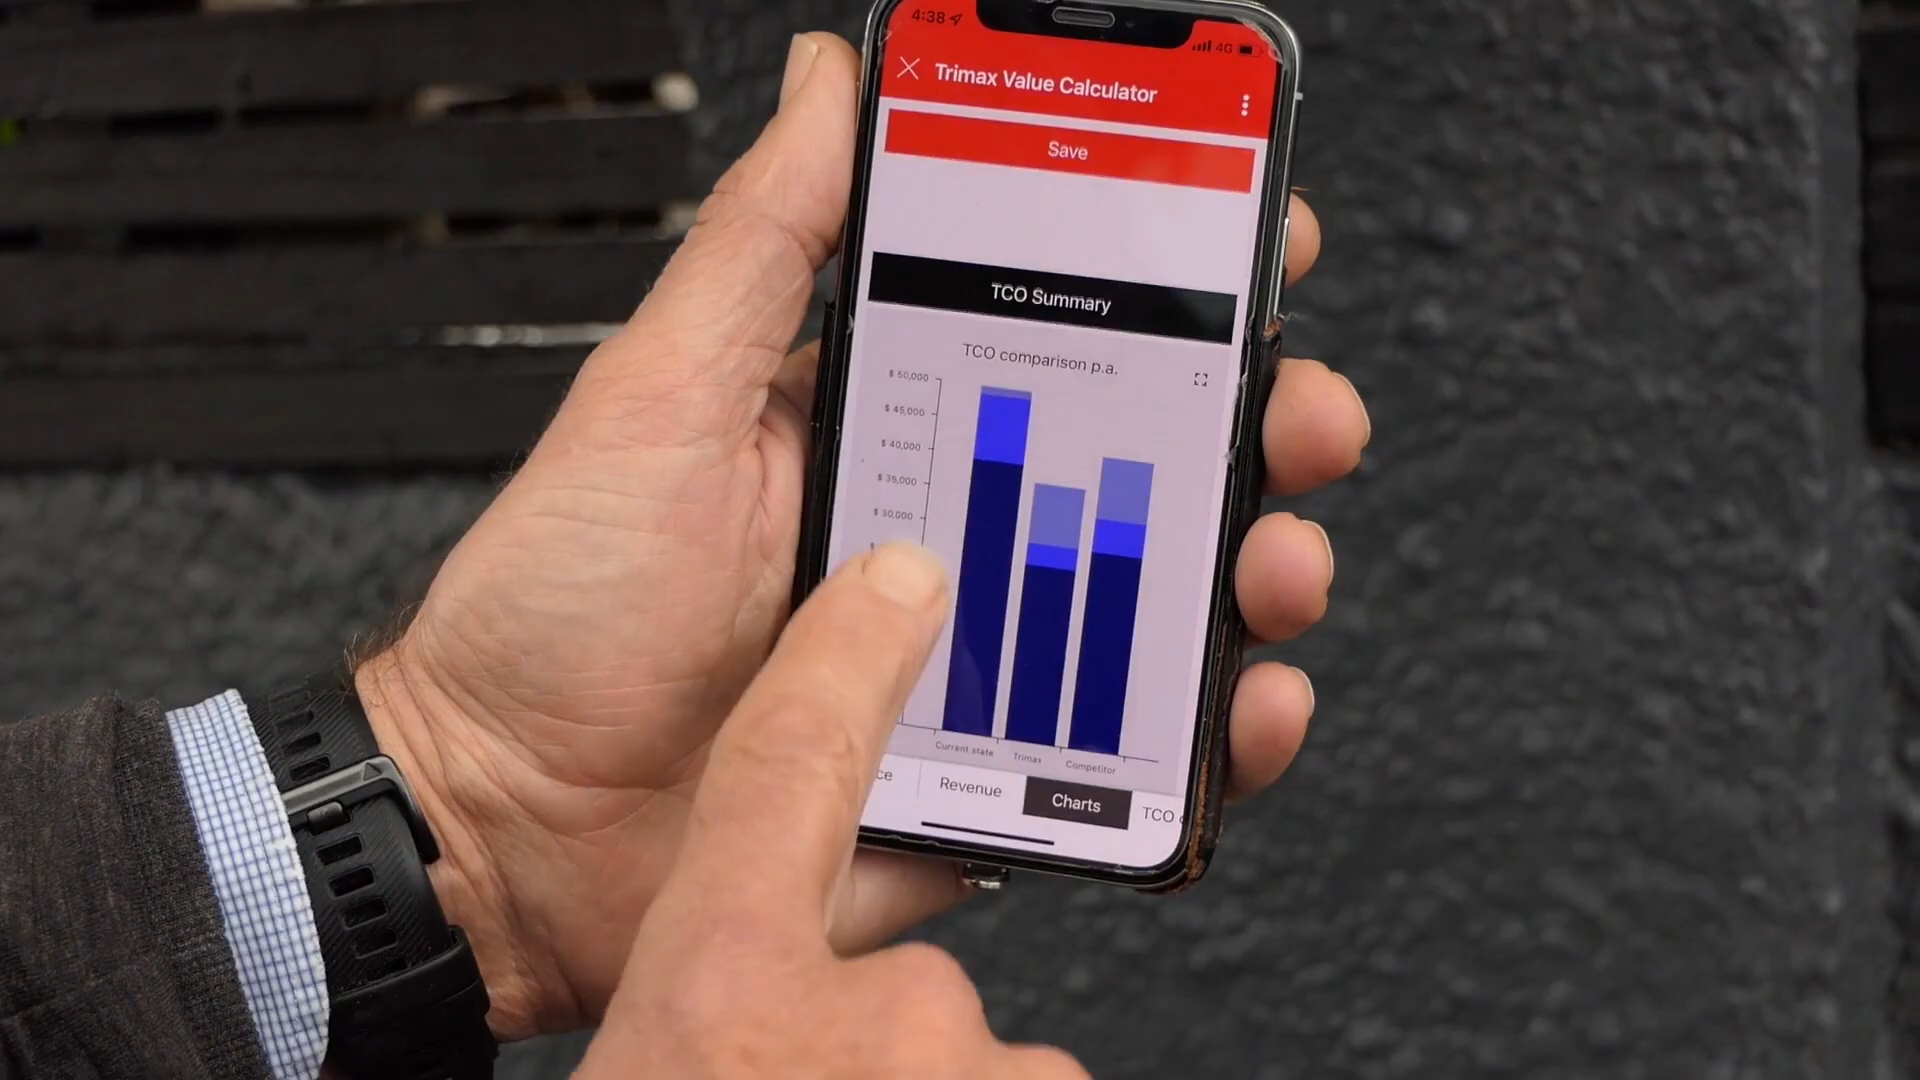 4:38
4G
Trimax Value Calculator
Save
TCO Summary
TCO comparison p.a.
$ 50,000
$ 45,000
$ 40,000
$ 35,000
$ 30,000
Current state
Trimax
Competitor
Revenue
Charts
TCO